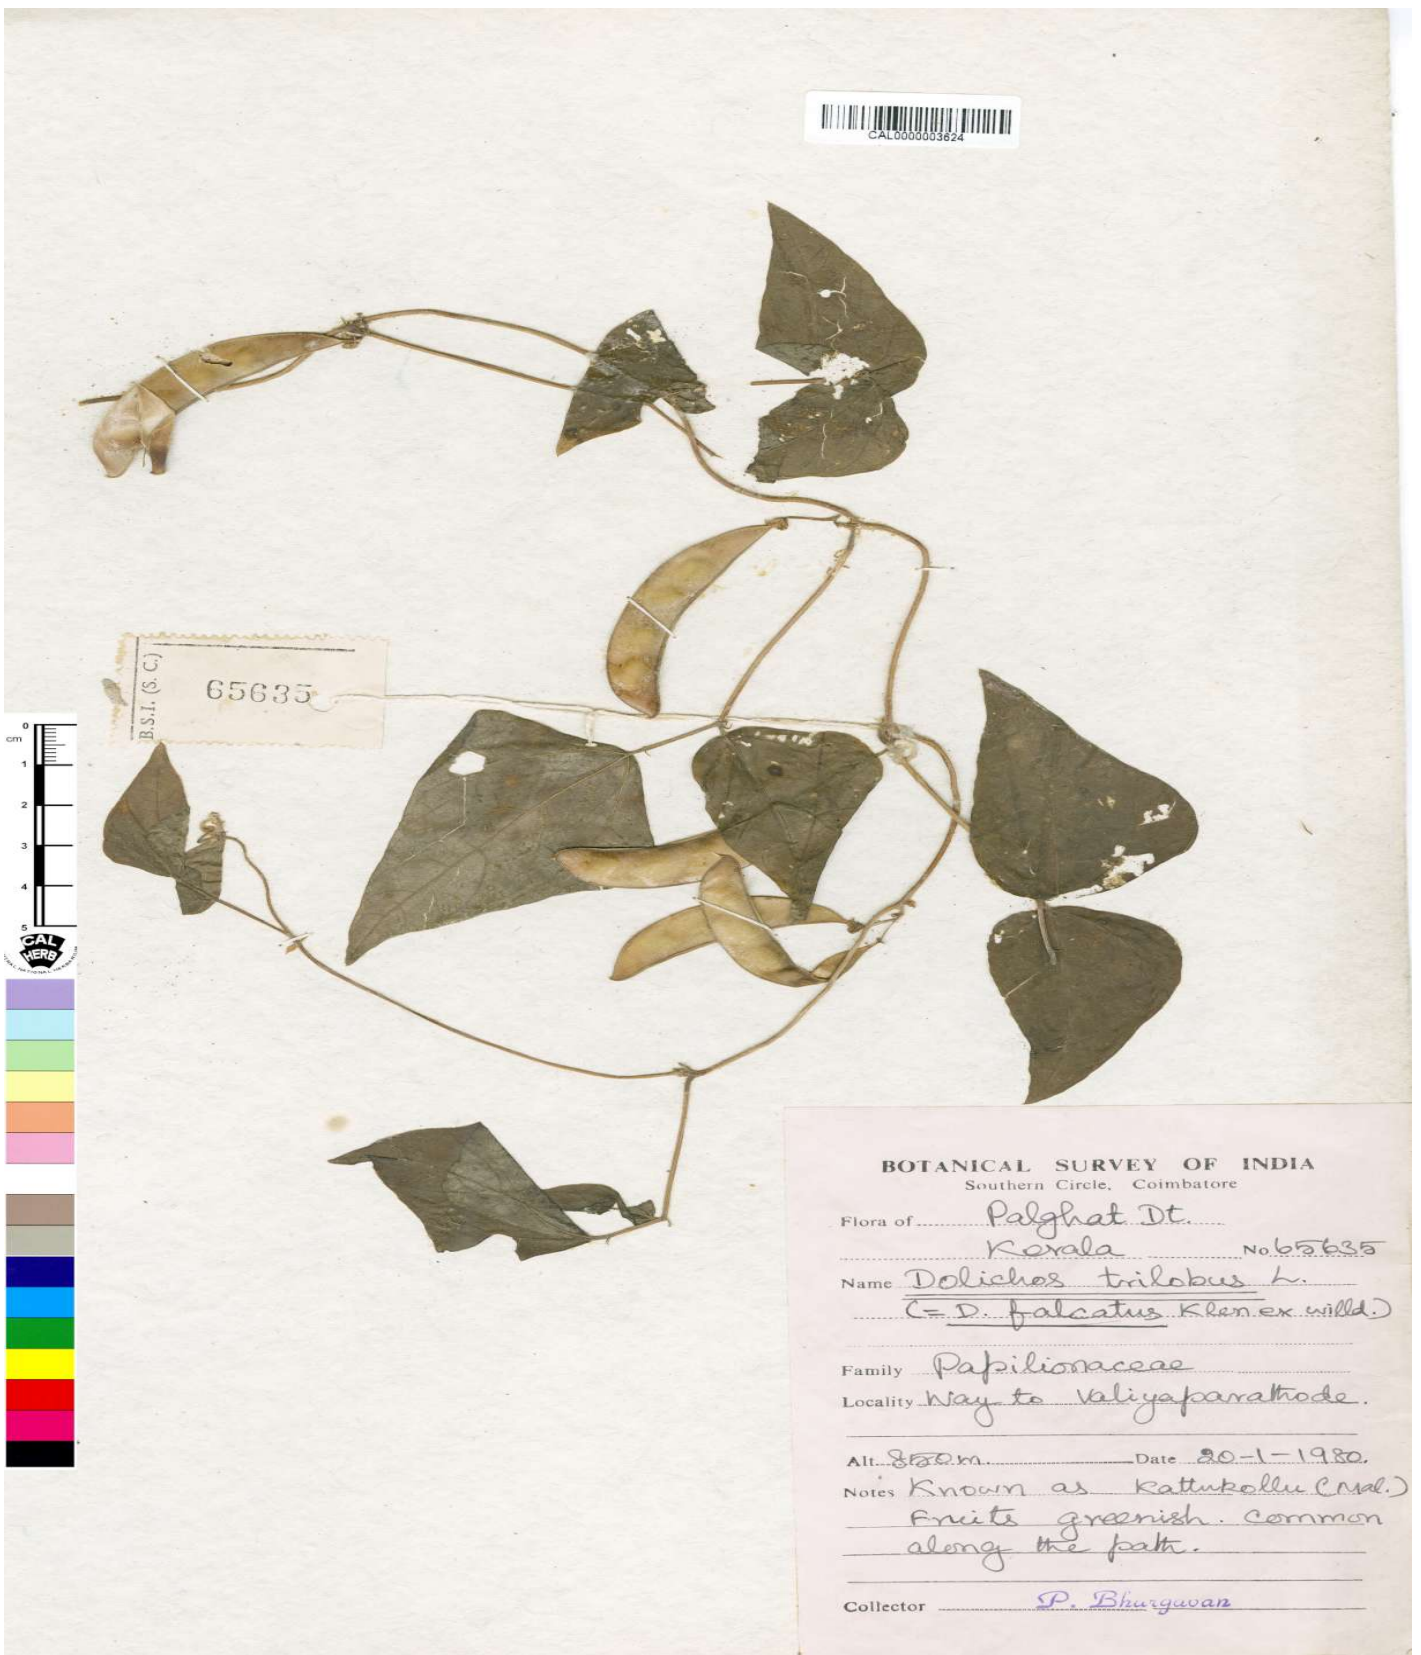 CAL0000003624
B.S.I. (S. C.)
65635
0
cm
1
2
3
4
5
CAL
HERB
BOTANICAL SURVEY OF INDIA
Southern Circle, Coimbatore
Flora of Palghat Dt.
Kerala No 65635
Name Dolichos trilobus L.
(= D. falcatus Klen ex willd.)
Family Papilionaceae
Locality Way to Valiyaparathode.
Alt. 850m. Date 20-1-1980.
Notes Known as Kattukollu (Mal.)
Fruits greenish. Common
along the path.
Collector P. Bhargavan